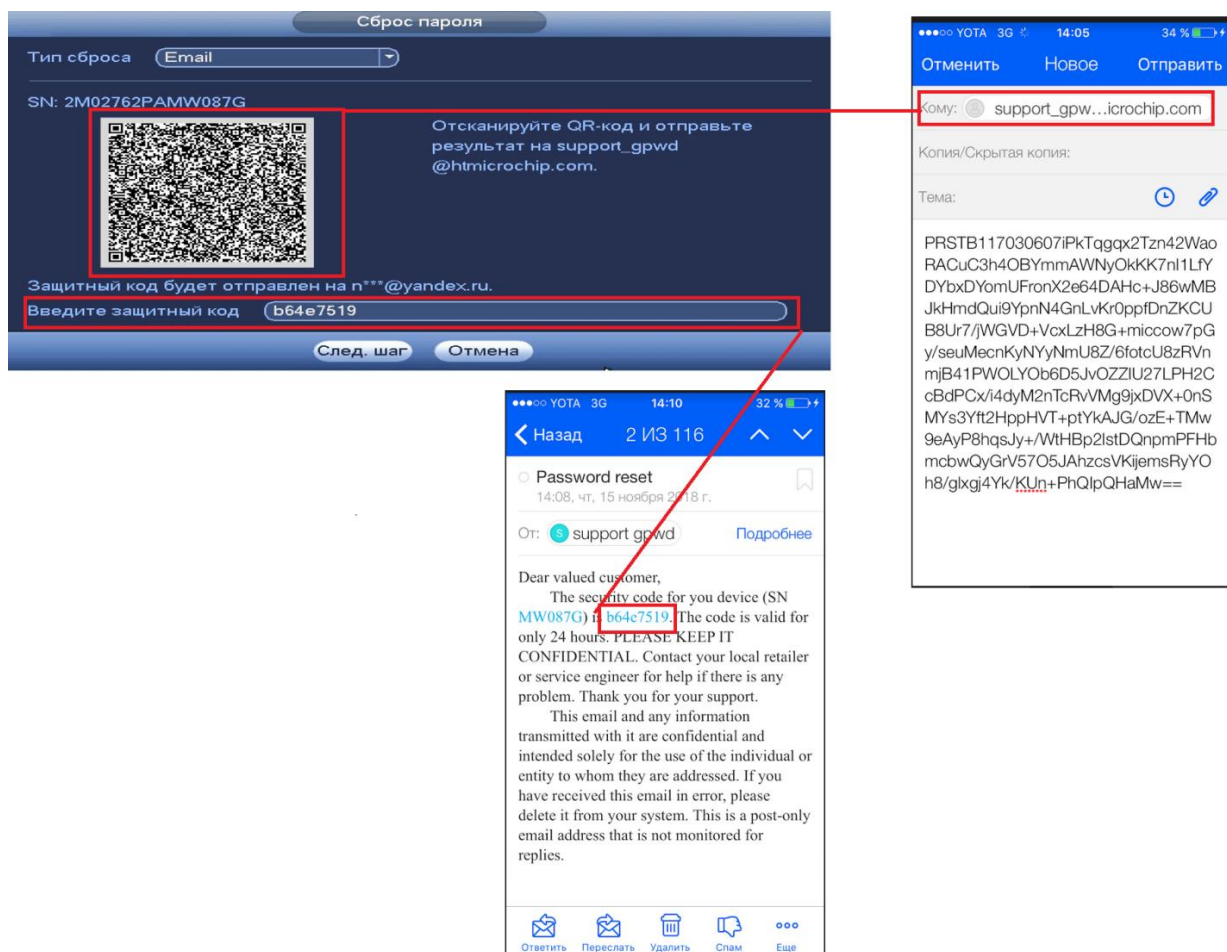 Сброс пароля
Тип сброса Email
SN: 2M02762PAMW087G
Отсканируйте QR-код и отправьте
результат на support_gpwd
@htmicrochip.com.
Защитный код будет отправлен на n***@yandex.ru.
Введите защитный код b64e7519
След. шаг Отмена
YOTA 3G 14:05 34 %
Отменить Новое Отправить
Кому: support_gpw...icrochip.com
Копия/Скрытая копия:
Тема:
PRSTB117030607iPkTqgqx2Tzn42Wao
RACuC3h4OBYmmAWNyOkKK7nI1LfY
DYbxDYomUFronX2e64DAHc+J86wMB
JkHmdQui9YpnN4GnLvKr0ppfDnZKCU
B8Ur7/jWGVD+VcxLzH8G+miccow7pG
y/seuMecnKyNYyNmU8Z/6fotcU8zRVn
mjB41PWOLYOb6D5JvOZZIU27LPH2C
cBdPCx/i4dyM2nTcRvVMg9jxDVX+0nS
MYs3Yft2HppHVT+ptYkAJG/ozE+TMw
9eAyP8hqsJy+/WtHBp2lstDQnpmPFHb
mcbwQyGrV57O5JAhzcsVKijemsRyYO
h8/glxgj4Yk/KUn+PhQIpQHaMw==
YOTA 3G 14:10 32 %
Назад 2 ИЗ 116
Password reset
14:08, чт, 15 ноября 2018 г.
От: S support gpwd Подробнее
Dear valued customer,
The security code for you device (SN
MW087G) is b64e7519. The code is valid for
only 24 hours. PLEASE KEEP IT
CONFIDENTIAL. Contact your local retailer
or service engineer for help if there is any
problem. Thank you for your support.
This email and any information
transmitted with it are confidential and
intended solely for the use of the individual or
entity to whom they are addressed. If you
have received this email in error, please
delete it from your system. This is a post-only
email address that is not monitored for
replies.
Ответить Переслать Удалить Спам Еще